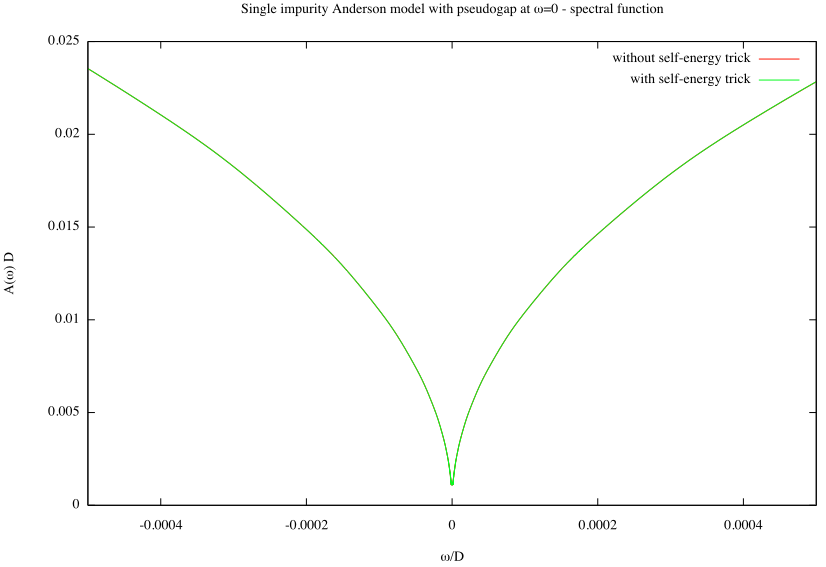 Single impurity Anderson model with pseudogap at ω=0 - spectral function
without self-energy trick
with self-energy trick
0.025
0.02
0.015
0.01
0.005
0
A(ω) D
-0.0004
-0.0002
0
0.0002
0.0004
ω/D